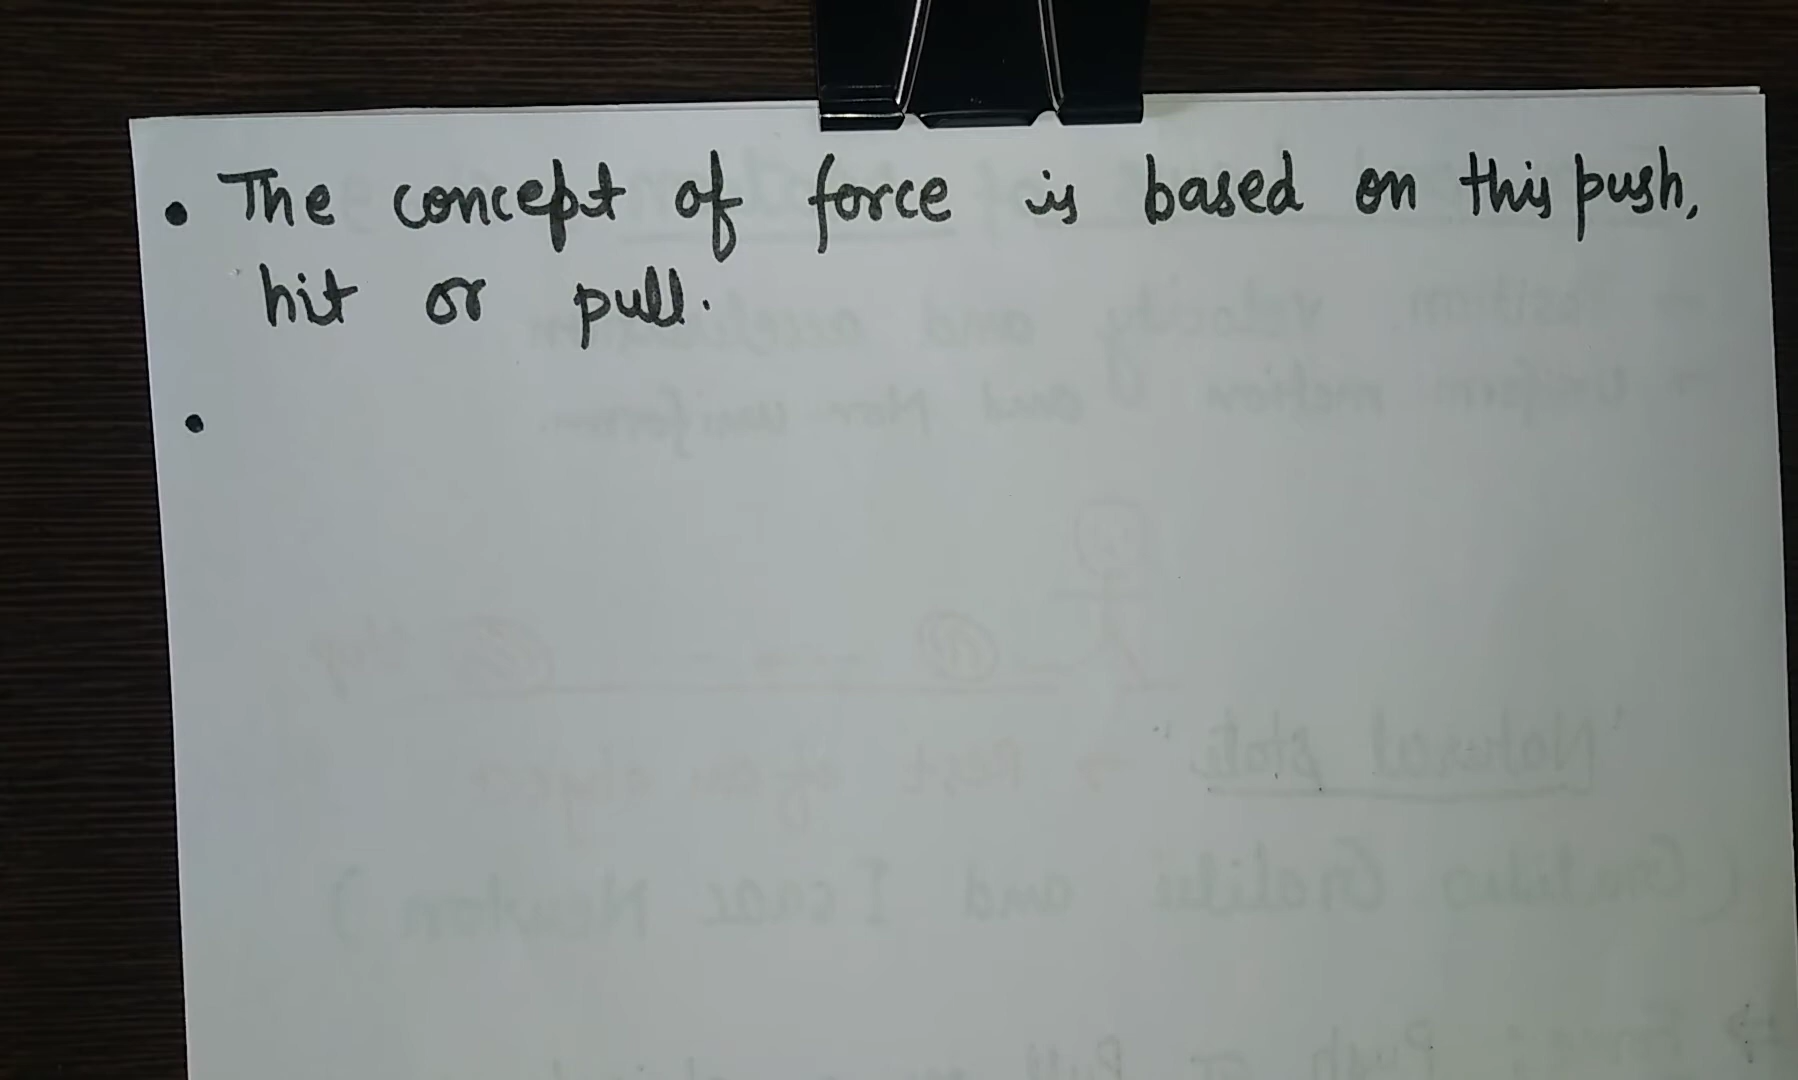 • The concept of force is based on this push,
hit or pull.
•